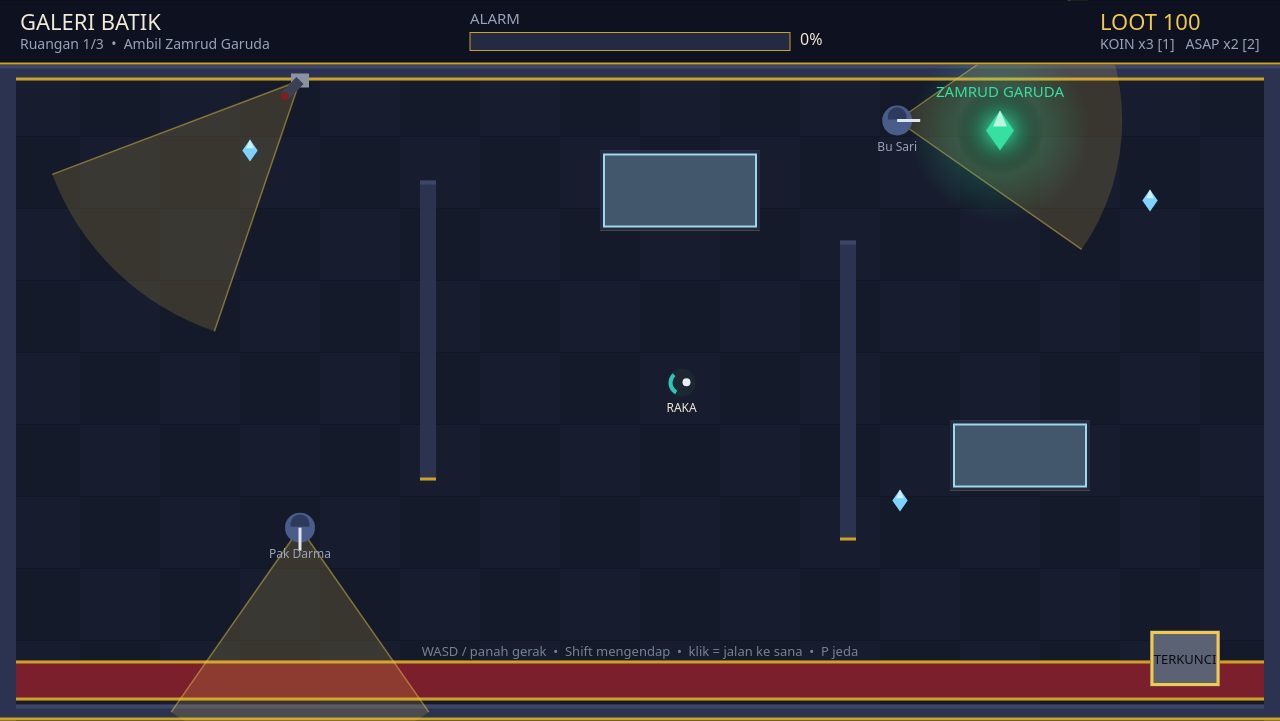 GALERI BATIK
Ruangan 1/3 • Ambil Zamrud Garuda
ALARM
0%
LOOT 100
KOIN x3 [1] ASAP x2 [2]
ZAMRUD GARUDA
Bu Sari
RAKA
Pak Darma
WASD / panah gerak • Shift mengendap • klik = jalan ke sana • P jeda
TERKUNCI